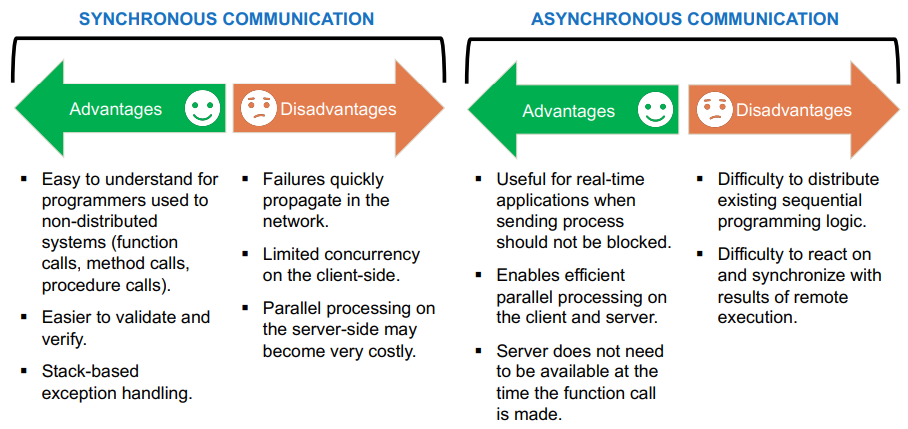 SYNCHRONOUS COMMUNICATION
Advantages
Disadvantages
▪ Easy to understand for
programmers used to
non-distributed
systems (function
calls, method calls,
procedure calls).
▪ Easier to validate and
verify.
▪ Stack-based
exception handling.
▪ Failures quickly
propagate in the
network.
▪ Limited concurrency
on the client-side.
▪ Parallel processing on
the server-side may
become very costly.
ASYNCHRONOUS COMMUNICATION
Advantages
Disadvantages
▪ Useful for real-time
applications when
sending process
should not be blocked.
▪ Enables efficient
parallel processing on
the client and server.
▪ Server does not need
to be available at the
time the function call
is made.
▪ Difficulty to distribute
existing sequential
programming logic.
▪ Difficulty to react on
and synchronize with
results of remote
execution.